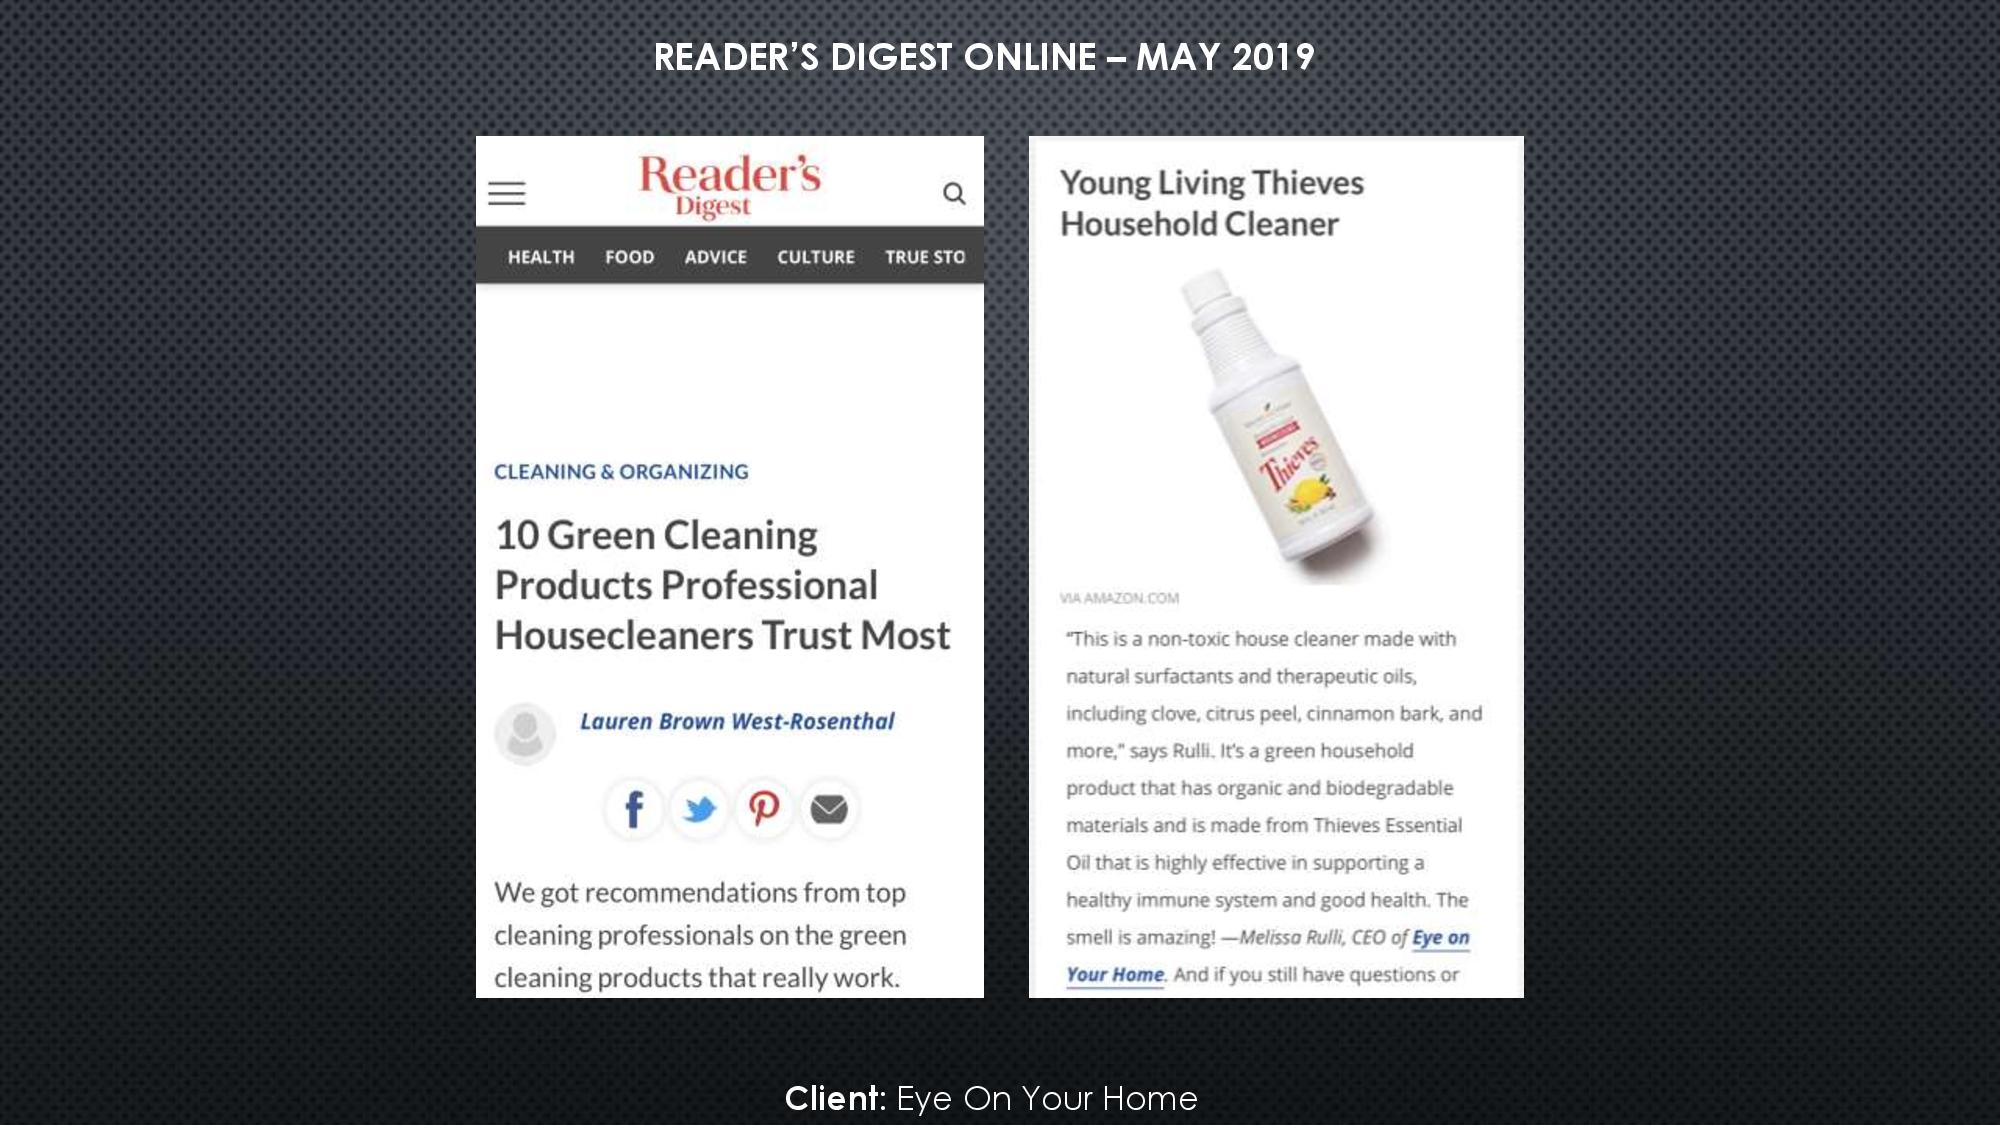 READER’S DIGEST ONLINE – MAY 2019
Reader's
Digest
HEALTH FOOD ADVICE CULTURE TRUE STO
CLEANING & ORGANIZING
10 Green Cleaning
Products Professional
Housecleaners Trust Most
Lauren Brown West-Rosenthal
We got recommendations from top
cleaning professionals on the green
cleaning products that really work.
Young Living Thieves
Household Cleaner
Thieves
VIA AMAZON.COM
“This is a non-toxic house cleaner made with
natural surfactants and therapeutic oils,
including clove, citrus peel, cinnamon bark, and
more,” says Rulli. It’s a green household
product that has organic and biodegradable
materials and is made from Thieves Essential
Oil that is highly effective in supporting a
healthy immune system and good health. The
smell is amazing! —Melissa Rulli, CEO of Eye on
Your Home. And if you still have questions or
Client: Eye On Your Home